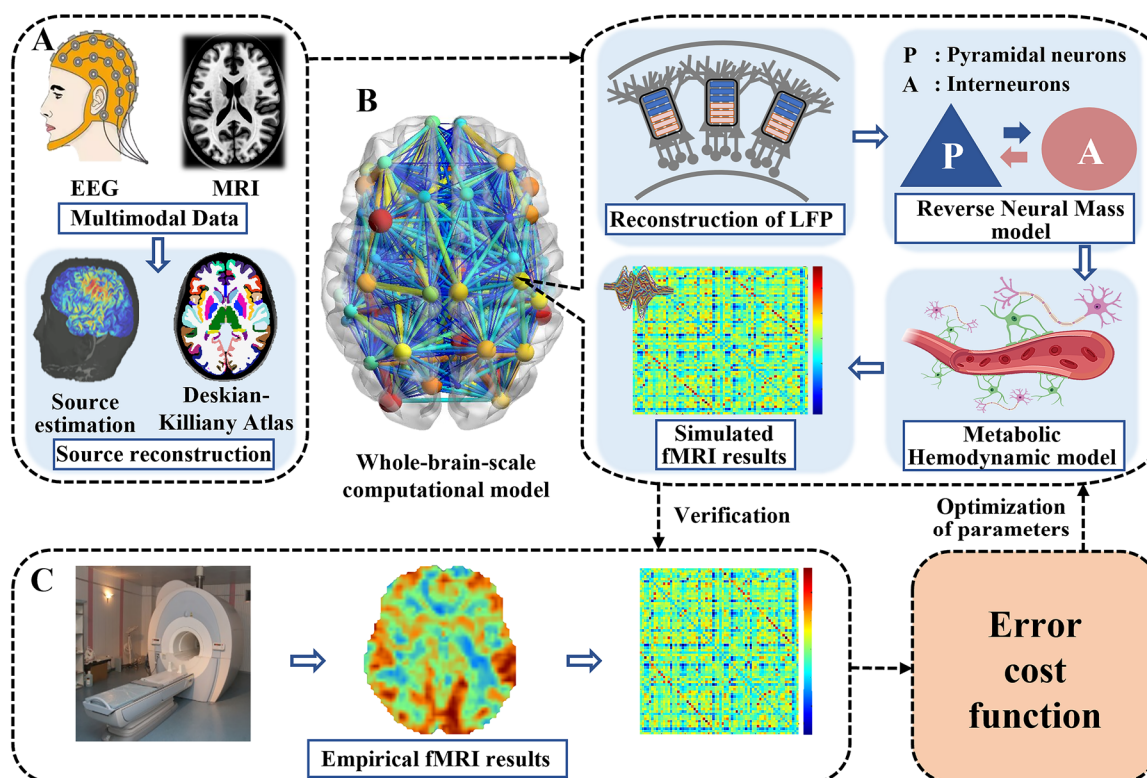 A
EEG
MRI
Multimodal Data
Source
estimation
Deskian-
Killiany Atlas
Source reconstruction
B
Whole-brain-scale
computational model
Reconstruction of LFP
P : Pyramidal neurons
A : Interneurons
P
A
Reverse Neural Mass
model
Metabolic
Hemodynamic model
Simulated
fMRI results
Verification
Optimization
of parameters
C
Empirical fMRI results
Error
cost
function